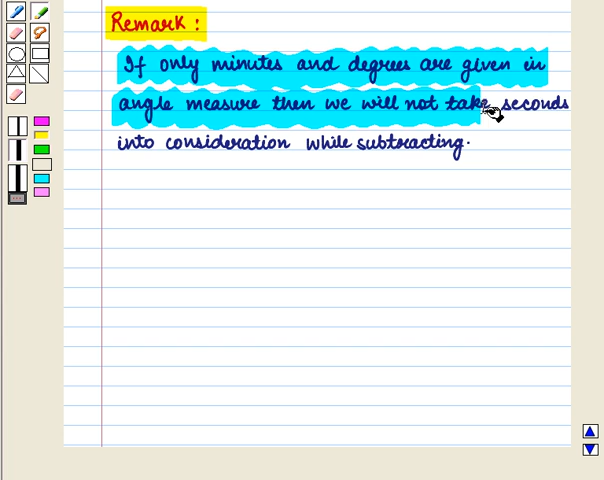 Remark :
If only minutes and degrees are given in
angle measure then we will not take seconds
into consideration while subtracting.